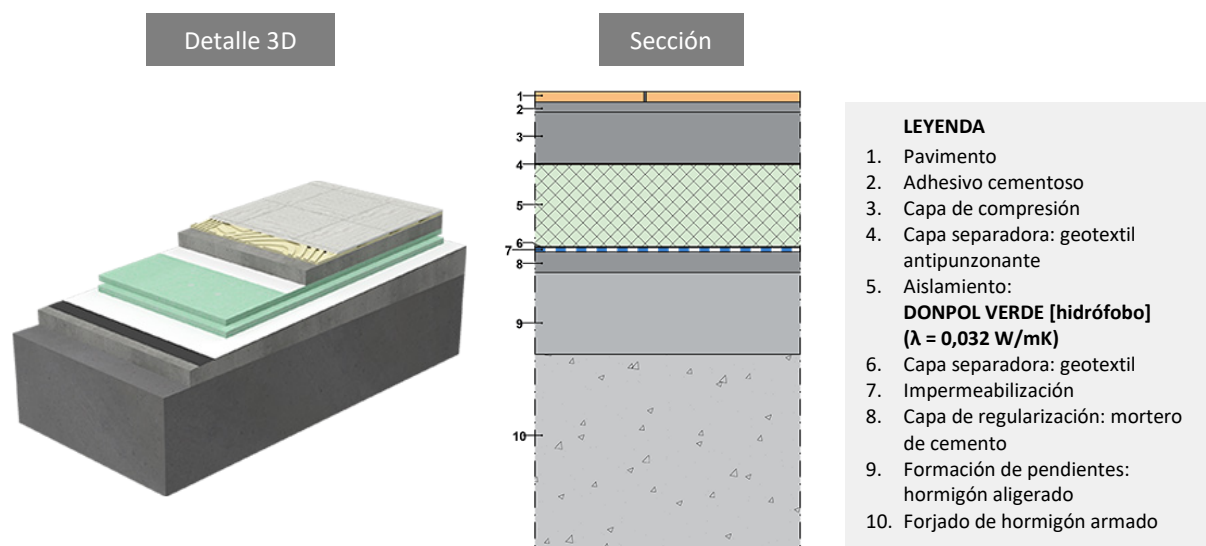 Detalle 3D
Sección
1
2
3
4
5
6
7
8
9
10
LEYENDA
1. Pavimento
2. Adhesivo cementoso
3. Capa de compresión
4. Capa separadora: geotextil
antipunzonante
5. Aislamiento:
DONPOL VERDE [hidrófobo]
(λ = 0,032 W/mK)
6. Capa separadora: geotextil
7. Impermeabilización
8. Capa de regularización: mortero
de cemento
9. Formación de pendientes:
hormigón aligerado
10. Forjado de hormigón armado